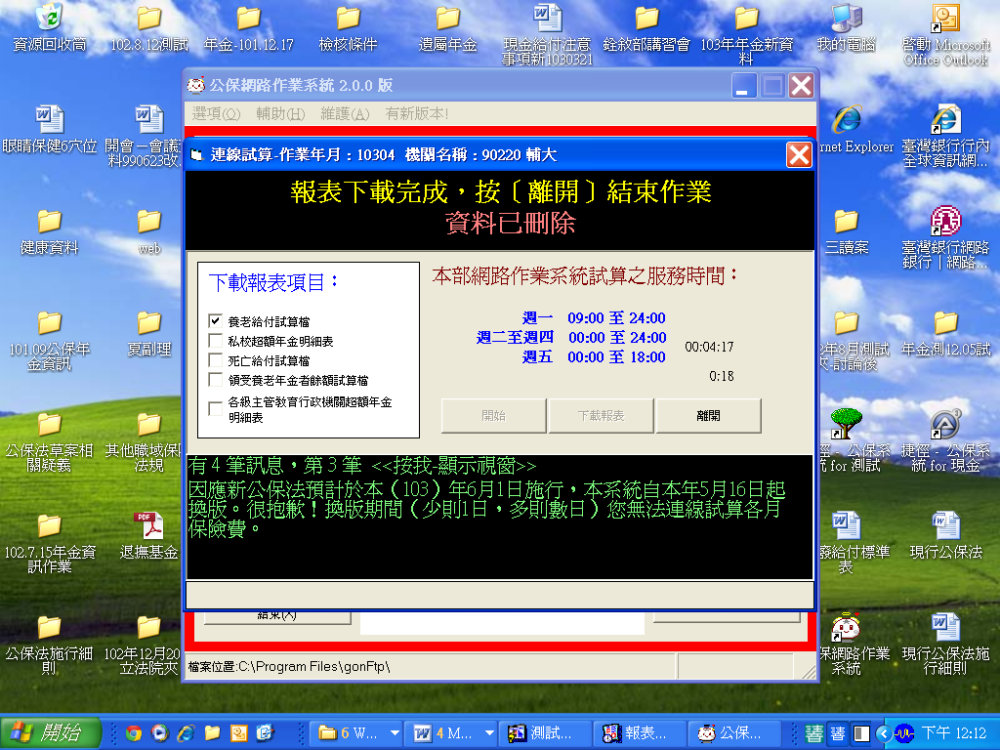 資源回收筒
102.8.12測試
年金-101.12.17
檢核條件
遺屬年金
現金給付注意
事項新1030321
銓敘部講習會
103年年金新資
料
我的電腦
啟動 Microsoft
Office Outlook
眼睛保健6穴位
開會－會議
料990623改.
rnet Explorer
臺灣銀行行內
全球資訊網...
健康資料
web
三讀案
臺灣銀行網路
銀行｜網路...
101.09公保年
金資訊
夏副理
年金測12.05試
公保法草案相
關疑義
其他職域保
法規
捷徑 - 公保系
統 for 現金
統 for 測試
102.7.15年金資
訊作業
退撫基金
發給付標準
表
現行公保法
公保法施行細
則
102年12月20
立法院夾
保網路作業
系統
現行公保法施
行細則
公保網路作業系統 2.0.0 版
選項(O) 輔助(H) 維護(A) 有新版本!
連線試算-作業年月：10304 機關名稱：90220 輔大
報表下載完成，按〔離開〕結束作業
資料已刪除
下載報表項目：
養老給付試算檔
私校超額年金明細表
死亡給付試算檔
領受養老年金者餘額試算檔
各級主管教育行政機關超額年金
明細表
本部網路作業系統試算之服務時間：
週一 09:00 至 24:00
週二至週四 00:00 至 24:00
週五 00:00 至 18:00
00:04:17
0:18
開始 下載報表 離開
有 4 筆訊息，第 3 筆 <<按我-顯示視窗>>
因應新公保法預計於本（103）年6月1日施行，本系統自本年5月16日起
換版。很抱歉！換版期間（少則1日，多則數日）您無法連線試算各月
保險費。
結束(X)
檔案位置:C:\Program Files\gonFtp\
開始
6 W...
4 M...
測試...
報表...
公保...
下午 12:12